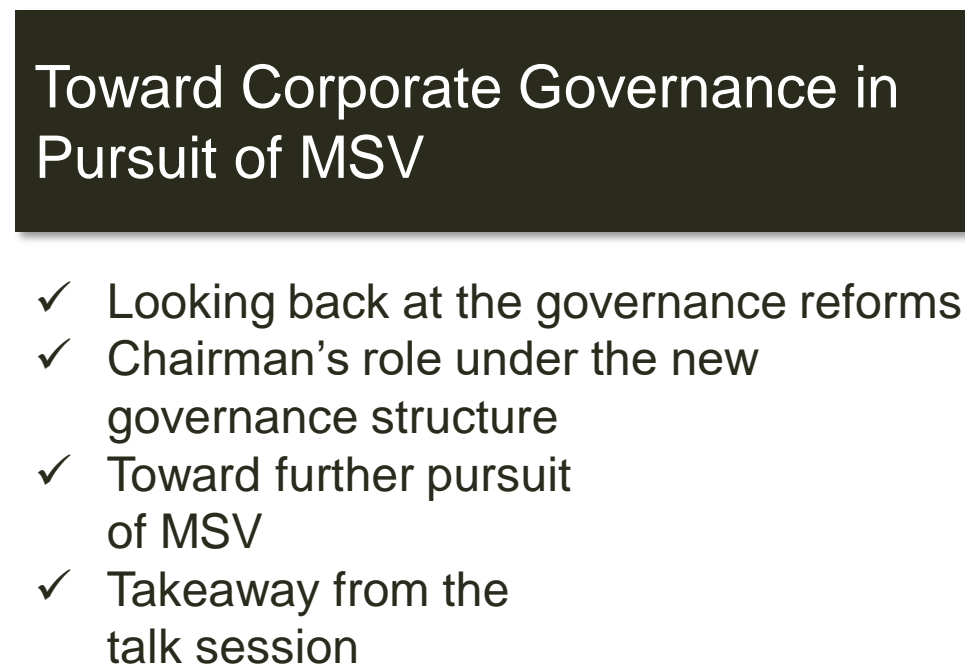 Toward Corporate Governance in
Pursuit of MSV
✓ Looking back at the governance reforms
✓ Chairman’s role under the new
governance structure
✓ Toward further pursuit
of MSV
✓ Takeaway from the
talk session